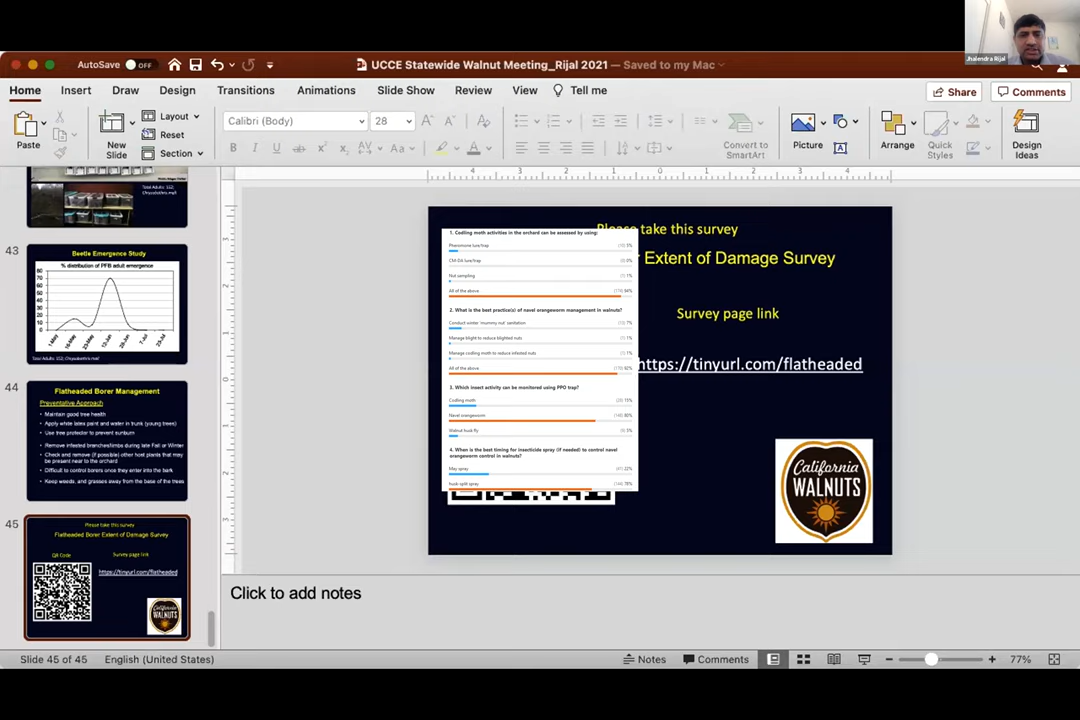 Jhalendra Rijal
AutoSave OFF
UCCE Statewide Walnut Meeting_Rijal 2021 — Saved to my Mac
Home Insert Draw Design Transitions Animations Slide Show Review View Tell me
Share Comments
Paste
New Slide
Layout
Reset
Section
Calibri (Body) 28
Convert to SmartArt
Picture
Arrange
Quick Styles
Design Ideas
43
Beetle Emergence Study
% distribution of PFB adult emergence
80
70
60
50
40
30
20
10
0
44
Flatheaded Borer Management
Preventative Approach
• Maintain good tree health
• Apply white latex paint and water in trunk (young trees)
• Use tree protector to prevent sunburn
• Remove infested branches/limbs during late Fall or Winter
• Check and remove (if possible) other host plants that may be present near to the orchard
• Difficult to control borers once they enter into the bark
• Keep weeds, and grasses away from the base of the trees
45
Please take this survey
Flatheaded Borer Extent of Damage Survey
QR Code
Survey page link
https://tinyurl.com/flatheaded
California
WALNUTS
Please take this survey
Extent of Damage Survey
Survey page link
https://tinyurl.com/flatheaded
California
WALNUTS
1. Codling moth activities in the orchard can be assessed by using:
Pheromone lure/trap
CM-DA lure/trap
Nut sampling
All of the above
2. What is the best practice(s) of navel orangeworm management in walnuts?
Conduct winter 'mummy nut' sanitation
Manage blight to reduce blighted nuts
Manage codling moth to reduce infested nuts
All of the above
3. Which insect activity can be monitored using PPO trap?
Codling moth
Navel orangeworm
Walnut husk fly
4. When is the best timing for insecticide spray (if needed) to control navel orangeworm control in walnuts?
May spray
husk-split spray
Click to add notes
Slide 45 of 45 English (United States) Notes Comments 77%